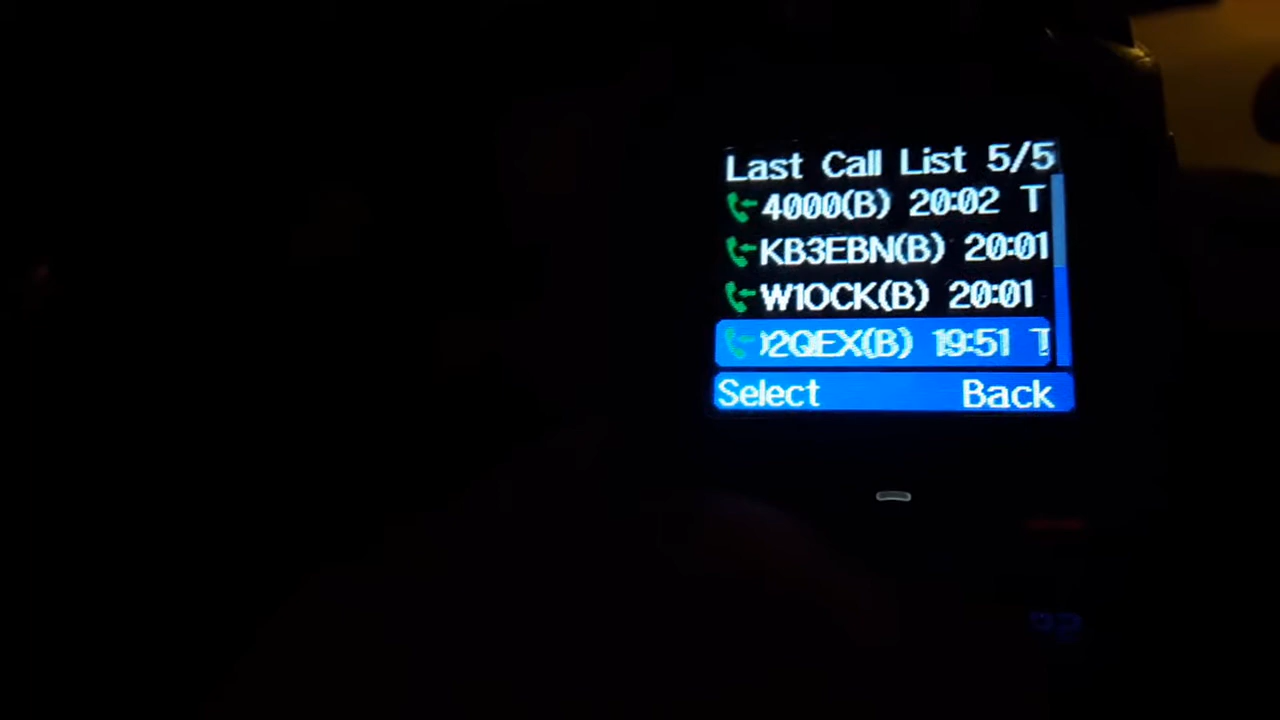 Last Call List 5/5
4000(B) 20:02 T
KB3EBN(B) 20:01
W1OCK(B) 20:01
2QEX(B) 19:51 T
Select Back